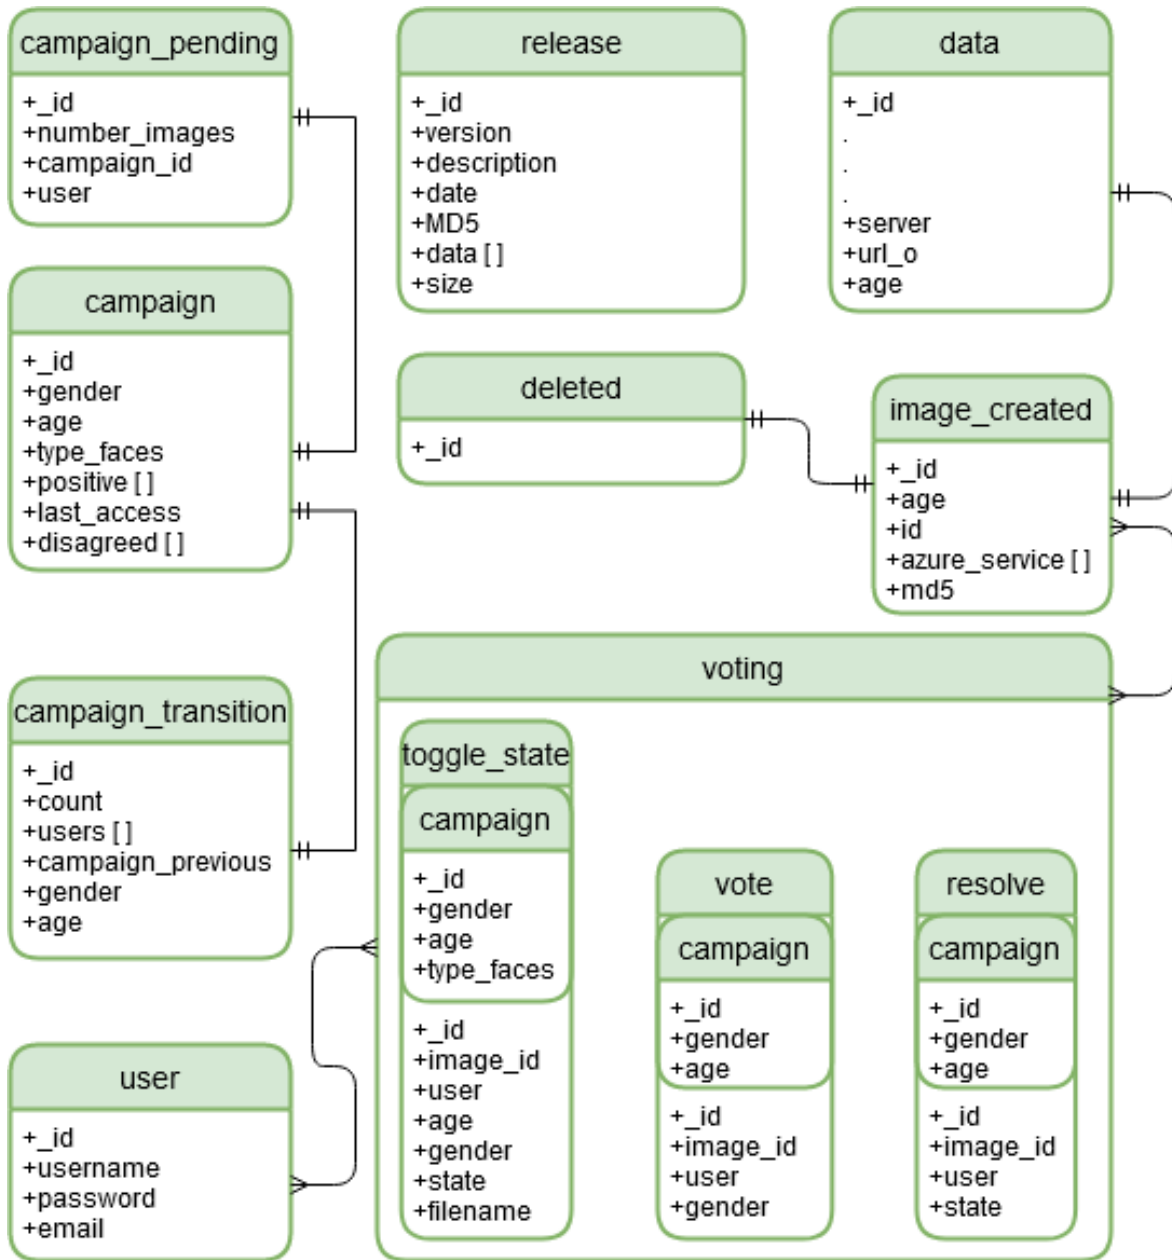 campaign_pending
+_id
+number_images
+campaign_id
+user
release
+_id
+version
+description
+date
+MD5
+data [ ]
+size
data
+_id
.
.
.
+server
+url_o
+age
campaign
+_id
+gender
+age
+type_faces
+positive [ ]
+last_access
+disagreed [ ]
deleted
+_id
image_created
+_id
+age
+id
+azure_service [ ]
+md5
campaign_transition
+_id
+count
+users [ ]
+campaign_previous
+gender
+age
user
+_id
+username
+password
+email
voting
toggle_state
campaign
+_id
+gender
+age
+type_faces
+_id
+image_id
+user
+age
+gender
+state
+filename
vote
campaign
+_id
+gender
+age
+_id
+image_id
+user
+gender
resolve
campaign
+_id
+gender
+age
+_id
+image_id
+user
+state